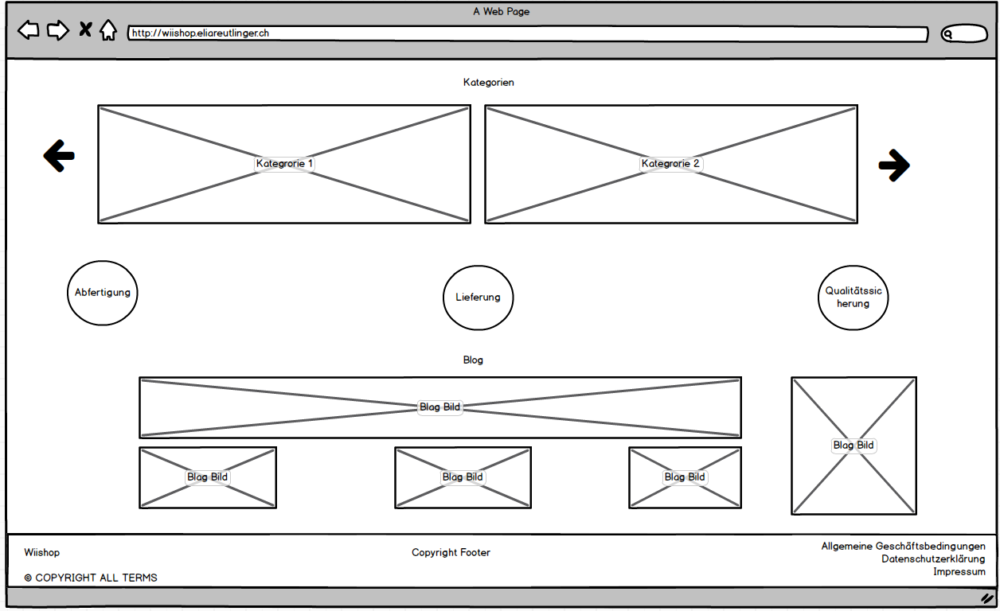 A Web Page
http://wiishop.eliareutlinger.ch
Kategorien
Kategrorie 1
Kategrorie 2
Abfertigung
Lieferung
Qualitätssic
herung
Blog
Blag Bild
Blag Bild
Blag Bild
Blag Bild
Blag Bild
Wiishop
Copyright Footer
Allgemeine Geschäftsbedingungen
Datenschutzerklärung
Impressum
© COPYRIGHT ALL TERMS